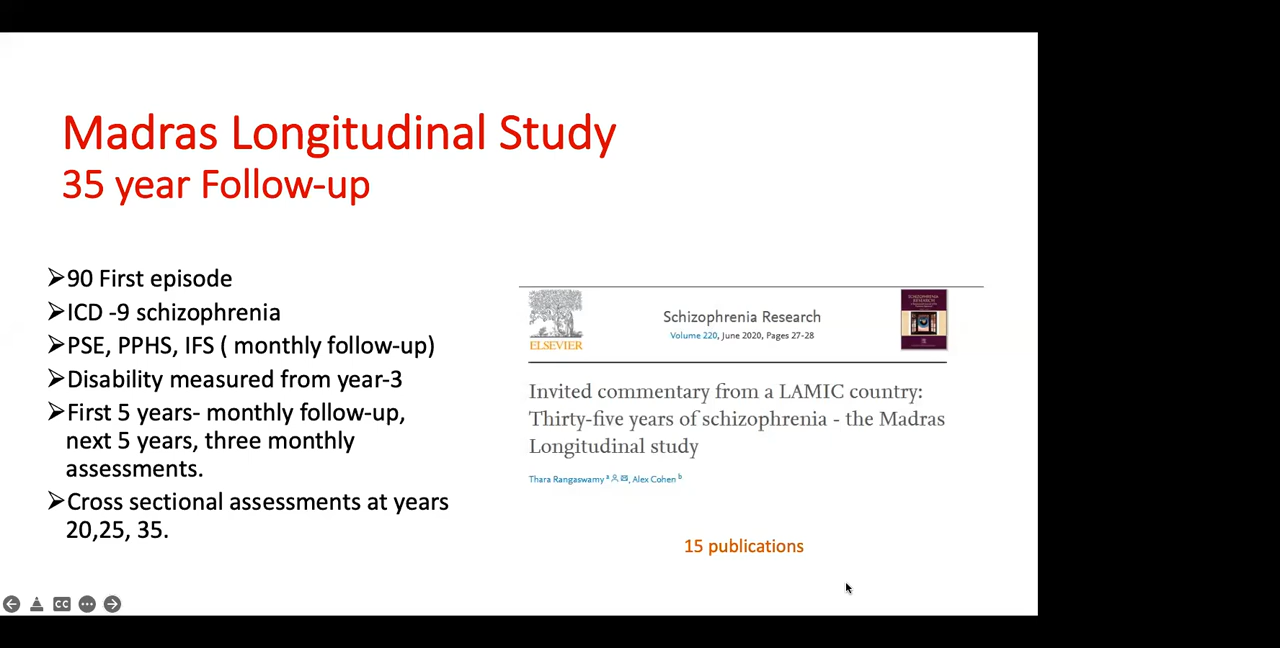 Madras Longitudinal Study
35 year Follow-up
➢90 First episode
➢ICD -9 schizophrenia
➢PSE, PPHS, IFS ( monthly follow-up)
➢Disability measured from year-3
➢First 5 years- monthly follow-up,
next 5 years, three monthly
assessments.
➢Cross sectional assessments at years
20,25, 35.
ELSEVIER
Schizophrenia Research
Volume 220, June 2020, Pages 27-28
SCHIZOPHRENIA
RESEARCH
Invited commentary from a LAMIC country:
Thirty-five years of schizophrenia - the Madras
Longitudinal study
Thara Rangaswamy a, Alex Cohen b
15 publications
CC